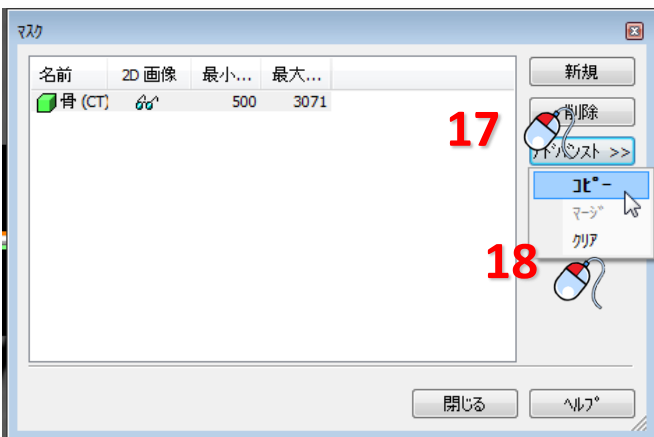 マスク
名前 2D 画像 最小... 最大...
骨 (CT) 500 3071
新規
17
削除
アドバンスト >>
コピー
マージ
クリア
18
閉じる
ヘルプ